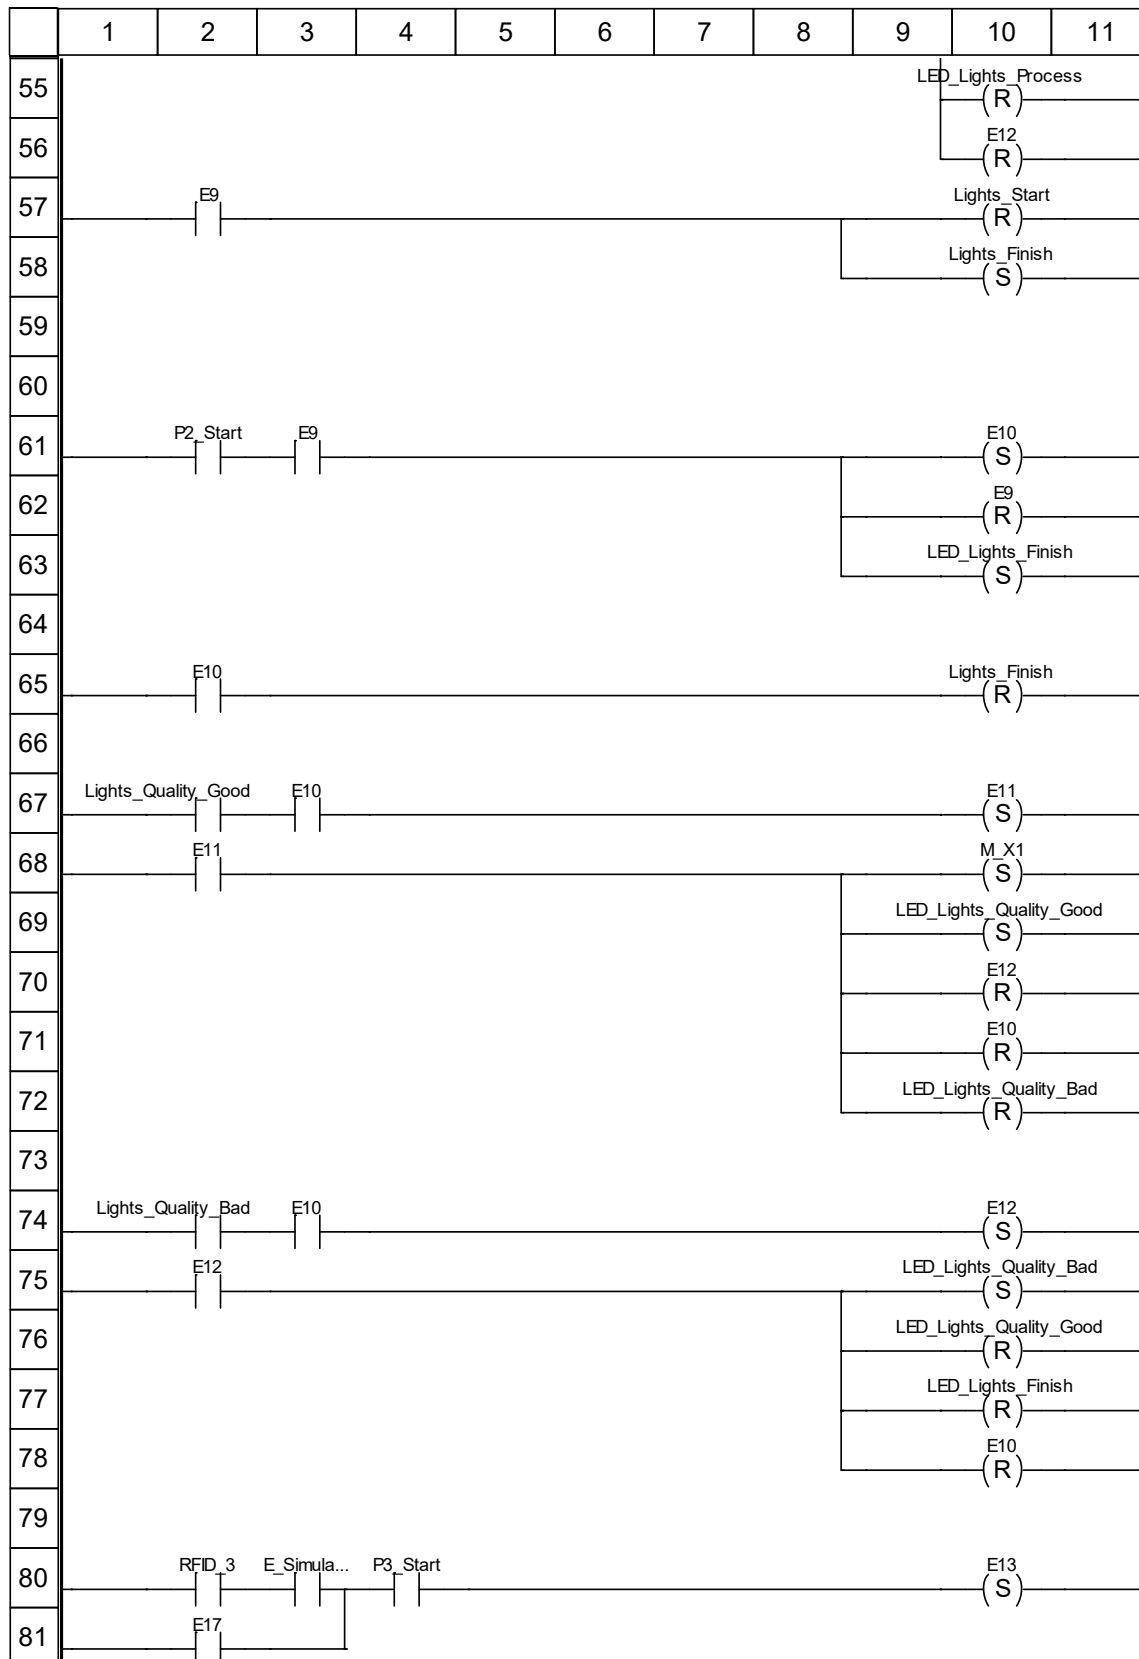 1 2 3 4 5 6 7 8 9 10 11
55 LED_Lights_Process
(R)
56 E12
(R)
57 E9 Lights_Start
(R)
58 Lights_Finish
(S)
59
60
61 P2_Start E9 E10
(S)
62 E9
(R)
63 LED_Lights_Finish
(S)
64
65 E10 Lights_Finish
(R)
66
67 Lights_Quality_Good E10 E11
(S)
68 E11 M_X1
(S)
69 LED_Lights_Quality_Good
(S)
70 E12
(R)
71 E10
(R)
72 LED_Lights_Quality_Bad
(R)
73
74 Lights_Quality_Bad E10 E12
(S)
75 E12 LED_Lights_Quality_Bad
(S)
76 LED_Lights_Quality_Good
(R)
77 LED_Lights_Finish
(R)
78 E10
(R)
79
80 RFID_3 E_Simula... P3_Start E13
(S)
81 E17